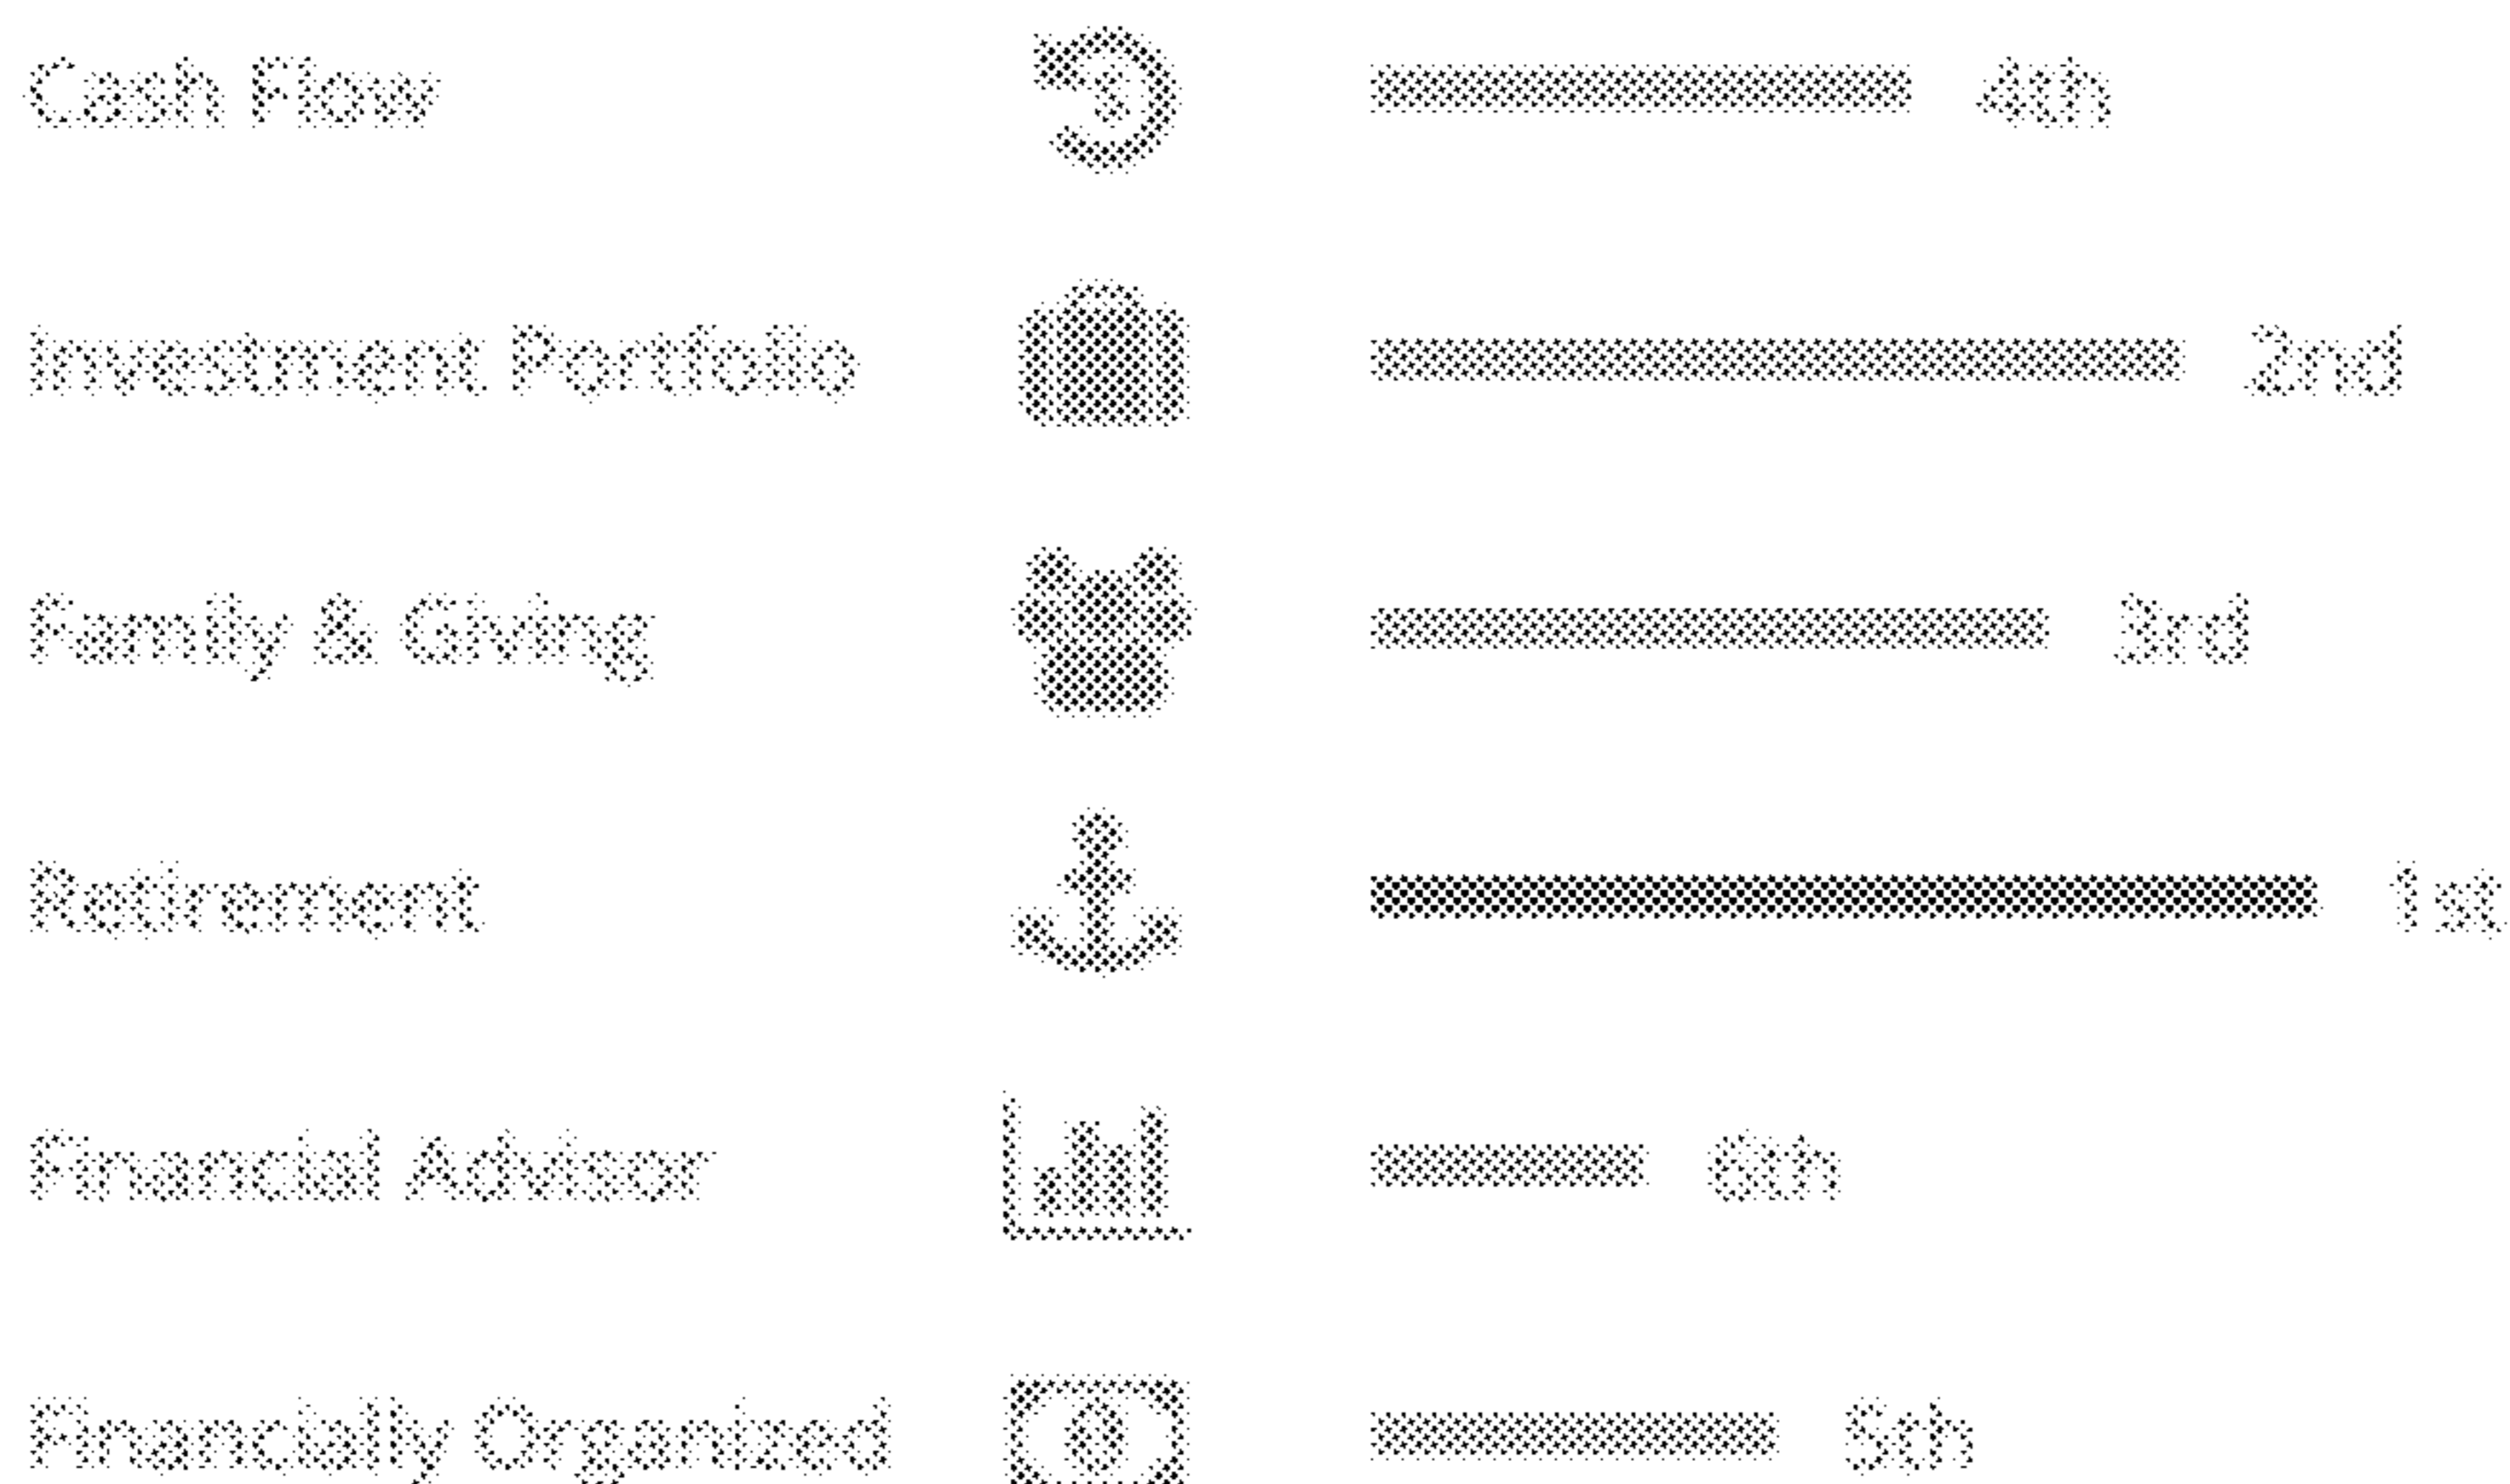 Cash Flow 4th
Investment Portfolio 2nd
Family & Giving 3rd
Retirement 1st
Financial Advisor 6th
Financially Organized 5th